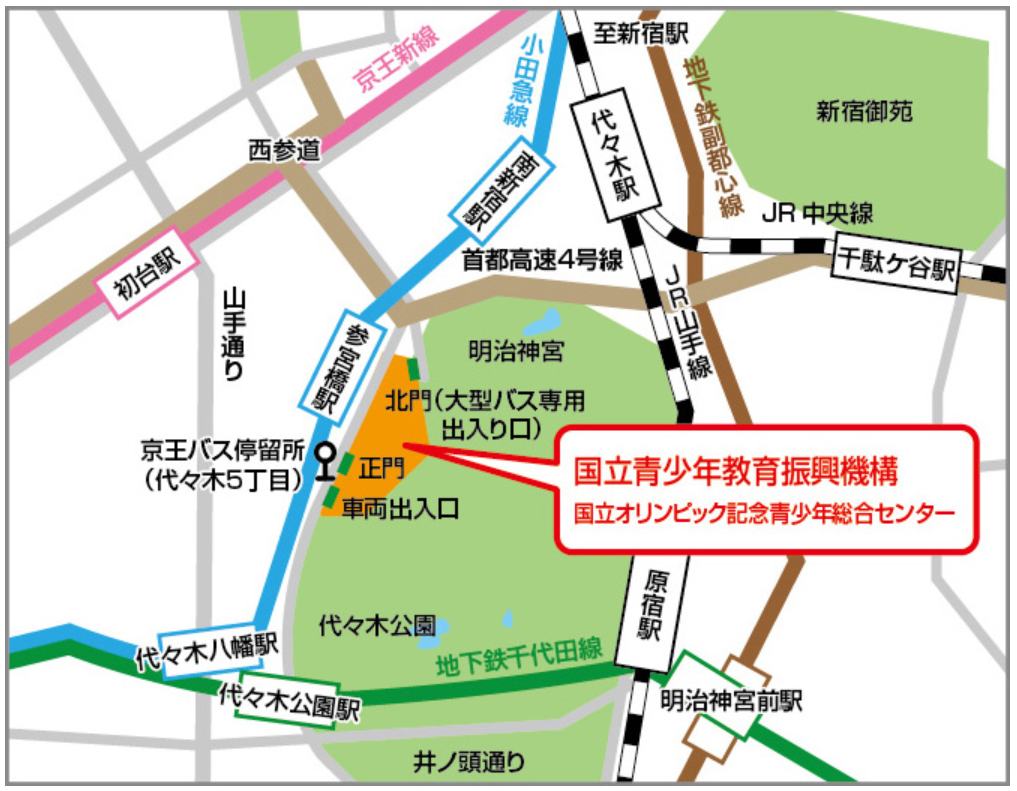 至新宿駅
京王新線
小田急線
地下鉄副都心線
新宿御苑
代々木駅
西参道
南新宿駅
JR中央線
千駄ケ谷駅
首都高速4号線
初台駅
山手通り
JR山手線
参宮橋駅
明治神宮
北門(大型バス専用
出入り口)
京王バス停留所
(代々木5丁目)
正門
車両出入口
国立青少年教育振興機構
国立オリンピック記念青少年総合センター
原宿駅
代々木公園
代々木八幡駅
地下鉄千代田線
代々木公園駅
明治神宮前駅
井ノ頭通り